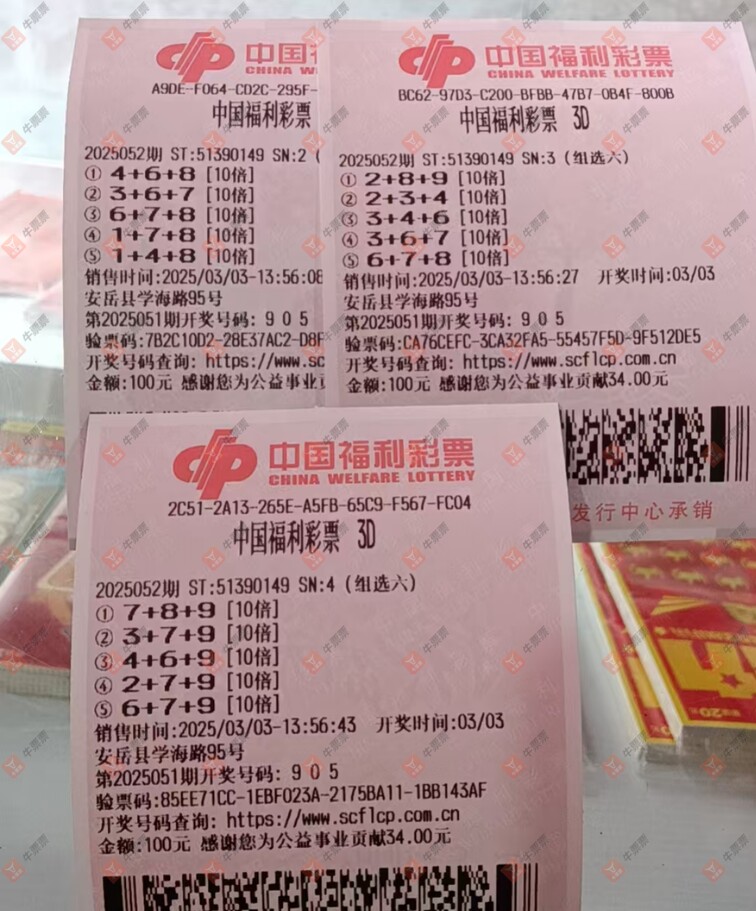 中国福
CHINA W
A9DE-F064-CD2C-295F-
中国福利彩票
2025052期 ST:51390149 SN:2 (
① 4+6+8 [10倍]
② 3+6+7 [10倍]
③ 6+7+8 [10倍]
④ 1+7+8 [10倍]
⑤ 1+4+8 [10倍]
销售时间:2025/03/03-13:56:08
安岳县学海路95号
第2025051期开奖号码: 9 0 5
验票码:7B2C10D2-28E37AC2-D8F
开奖号码查询: https://www.sc
金额:100元 感谢您为公益事业
中国福利彩票
CHINA WELFARE LOTTERY
BC62-97D3-C200-BFBB-47B7-0B4F-800B
中国福利彩票 3D
2025052期 ST:51390149 SN:3 (组选六)
① 2+8+9 [10倍]
② 2+3+4 [10倍]
③ 3+4+6 [10倍]
④ 3+6+7 [10倍]
⑤ 6+7+8 [10倍]
销售时间:2025/03/03-13:56:27 开奖时间:03/03
安岳县学海路95号
第2025051期开奖号码: 9 0 5
验票码:CA76CEFC-3CA32FA5-55457F5D-9F512DE5
开奖号码查询: https://www.scflcp.com.cn
金额:100元 感谢您为公益事业贡献34.00元
发行中心承销
中国福利彩票
CHINA WELFARE LOTTERY
2C51-2A13-265E-A5FB-65C9-F567-FC04
中国福利彩票 3D
2025052期 ST:51390149 SN:4 (组选六)
① 7+8+9 [10倍]
② 3+7+9 [10倍]
③ 4+6+9 [10倍]
④ 2+7+9 [10倍]
⑤ 6+7+9 [10倍]
销售时间:2025/03/03-13:56:43 开奖时间:03/03
安岳县学海路95号
第2025051期开奖号码: 9 0 5
验票码:85EE71CC-1EBF023A-2175BA11-1BB143AF
开奖号码查询: https://www.scflcp.com.cn
金额:100元 感谢您为公益事业贡献34.00元
20元
牛票票